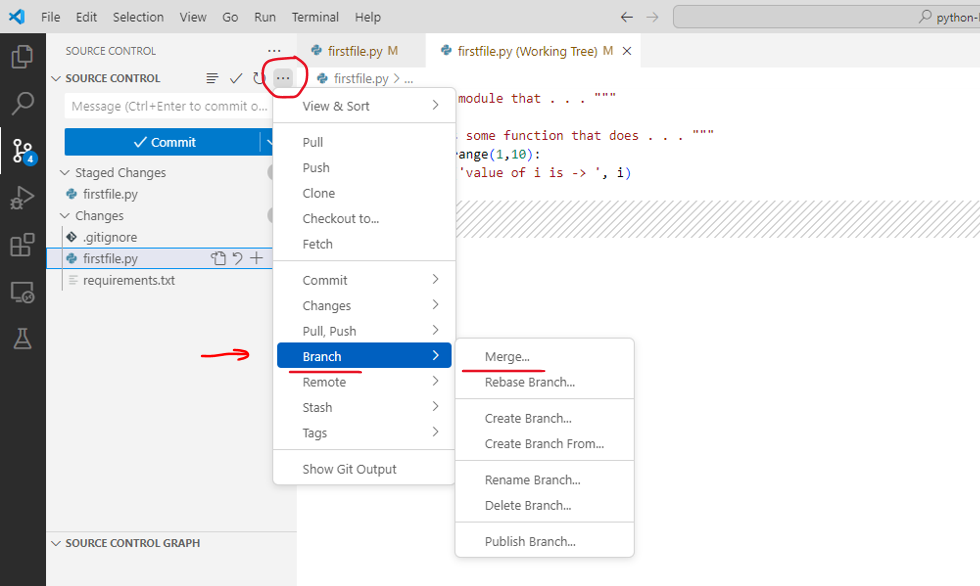 File Edit Selection View Go Run Terminal Help
python-
SOURCE CONTROL ...
firstfile.py M
firstfile.py (Working Tree) M
SOURCE CONTROL
firstfile.py > ...
Message (Ctrl+Enter to commit o...
Commit
4
Staged Changes
firstfile.py
Changes
.gitignore
firstfile.py
requirements.txt
SOURCE CONTROL GRAPH
View & Sort
Pull
Push
Clone
Checkout to...
Fetch
Commit
Changes
Pull, Push
Branch
Remote
Stash
Tags
Show Git Output
Merge...
Rebase Branch...
Create Branch...
Create Branch From...
Rename Branch...
Delete Branch...
Publish Branch...
module that . . . """
some function that does . . . """
ange(1,10):
'value of i is -> ', i)